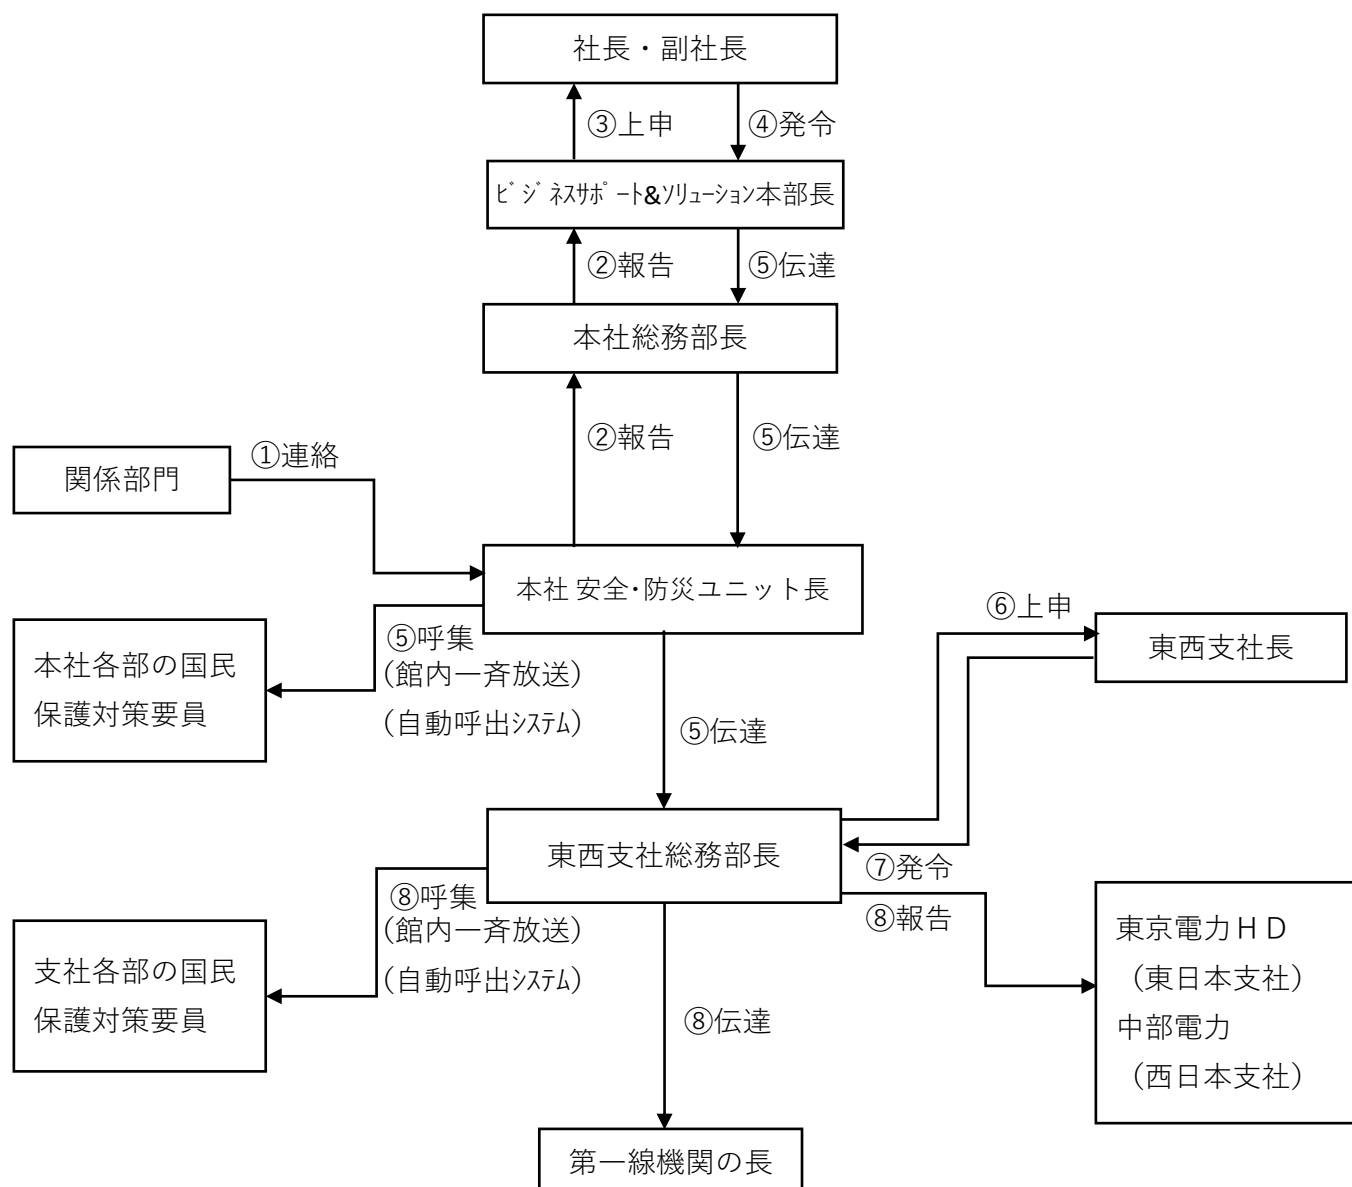 社長・副社長
③上申
④発令
ﾋﾞｼﾞﾈｽｻﾎﾟｰﾄ&ｿﾘｭｰｼｮﾝ本部長
②報告
⑤伝達
本社総務部長
②報告
⑤伝達
①連絡
関係部門
本社 安全・防災ユニット長
⑥上申
東西支社長
⑤呼集
(館内一斉放送)
(自動呼出ｼｽﾃﾑ)
本社各部の国民
保護対策要員
⑤伝達
東西支社総務部長
⑦発令
⑧報告
⑧呼集
(館内一斉放送)
(自動呼出ｼｽﾃﾑ)
支社各部の国民
保護対策要員
東京電力ＨＤ
（東日本支社）
中部電力
（西日本支社）
⑧伝達
第一線機関の長